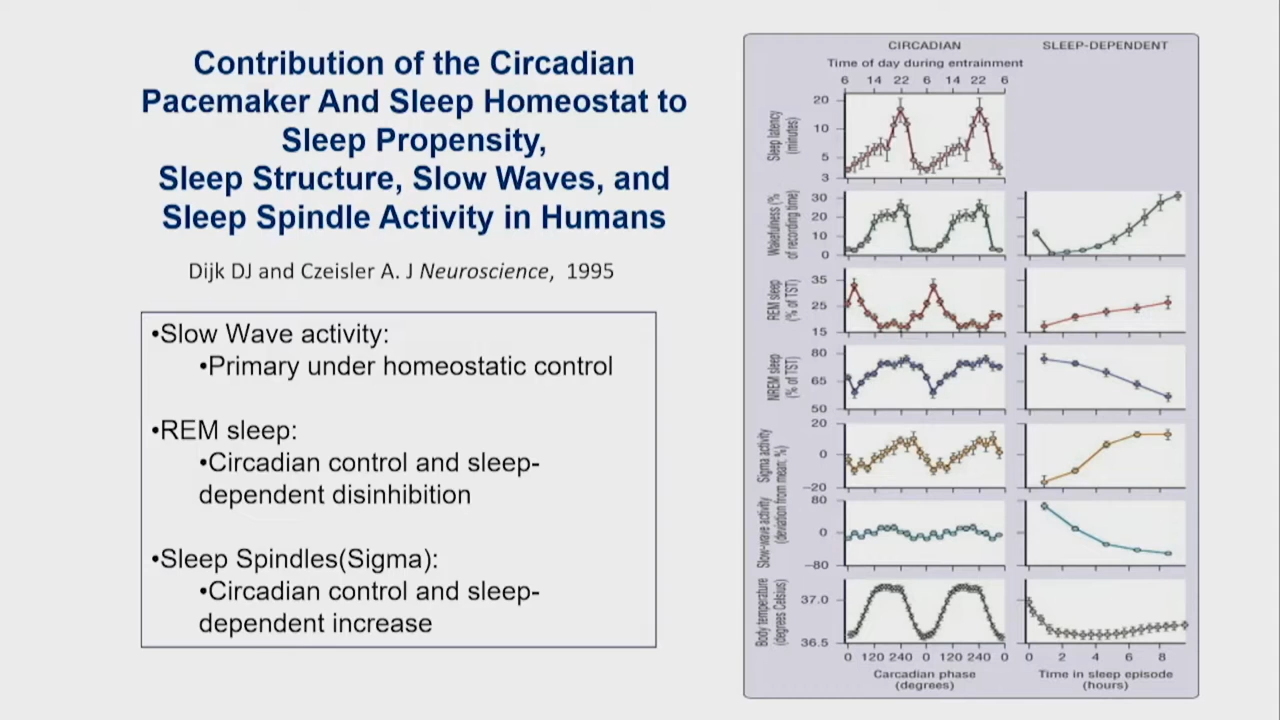 Contribution of the Circadian
Pacemaker And Sleep Homeostat to
Sleep Propensity,
Sleep Structure, Slow Waves, and
Sleep Spindle Activity in Humans
Dijk DJ and Czeisler A. J Neuroscience, 1995
•Slow Wave activity:
•Primary under homeostatic control
•REM sleep:
•Circadian control and sleep-
dependent disinhibition
•Sleep Spindles(Sigma):
•Circadian control and sleep-
dependent increase
CIRCADIAN
SLEEP-DEPENDENT
Time of day during entrainment
6 14 22 6 14 22 6
Sleep latency
(minutes)
20
10
5
3
Wakefulness (%
of recording time)
30
20
10
0
REM sleep
(% of TST)
35
25
15
NREM sleep
(% of TST)
80
65
50
Sigma activity
(deviation from mean; %)
20
0
−20
Slow-wave activity
80
0
−80
Body temperature
(degrees Celsius)
37.0
36.5
0 120 240 0 120 240 0
Carcadian phase
(degrees)
0 2 4 6 8
Time in sleep episode
(hours)